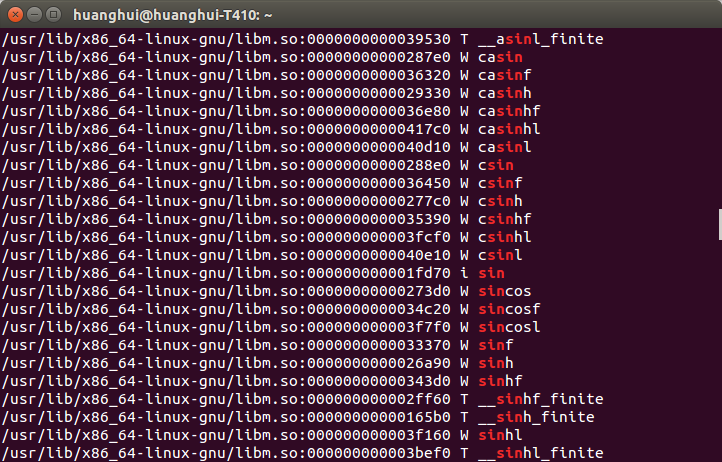 huanghui@huanghui-T410: ~
/usr/lib/x86_64-linux-gnu/libm.so:0000000000039530 T __asinl_finite
/usr/lib/x86_64-linux-gnu/libm.so:00000000000287e0 W casin
/usr/lib/x86_64-linux-gnu/libm.so:0000000000036320 W casinf
/usr/lib/x86_64-linux-gnu/libm.so:0000000000029330 W casinh
/usr/lib/x86_64-linux-gnu/libm.so:0000000000036e80 W casinhf
/usr/lib/x86_64-linux-gnu/libm.so:00000000000417c0 W casinhl
/usr/lib/x86_64-linux-gnu/libm.so:0000000000040d10 W casinl
/usr/lib/x86_64-linux-gnu/libm.so:00000000000288e0 W csin
/usr/lib/x86_64-linux-gnu/libm.so:0000000000036450 W csinf
/usr/lib/x86_64-linux-gnu/libm.so:00000000000277c0 W csinh
/usr/lib/x86_64-linux-gnu/libm.so:0000000000035390 W csinhf
/usr/lib/x86_64-linux-gnu/libm.so:000000000003fcf0 W csinhl
/usr/lib/x86_64-linux-gnu/libm.so:0000000000040e10 W csinl
/usr/lib/x86_64-linux-gnu/libm.so:000000000001fd70 i sin
/usr/lib/x86_64-linux-gnu/libm.so:00000000000273d0 W sincos
/usr/lib/x86_64-linux-gnu/libm.so:0000000000034c20 W sincosf
/usr/lib/x86_64-linux-gnu/libm.so:000000000003f7f0 W sincosl
/usr/lib/x86_64-linux-gnu/libm.so:0000000000033370 W sinf
/usr/lib/x86_64-linux-gnu/libm.so:0000000000026a90 W sinh
/usr/lib/x86_64-linux-gnu/libm.so:00000000000343d0 W sinhf
/usr/lib/x86_64-linux-gnu/libm.so:000000000002ff60 T __sinhf_finite
/usr/lib/x86_64-linux-gnu/libm.so:00000000000165b0 T __sinh_finite
/usr/lib/x86_64-linux-gnu/libm.so:000000000003f160 W sinhl
/usr/lib/x86_64-linux-gnu/libm.so:000000000003bef0 T __sinhl_finite